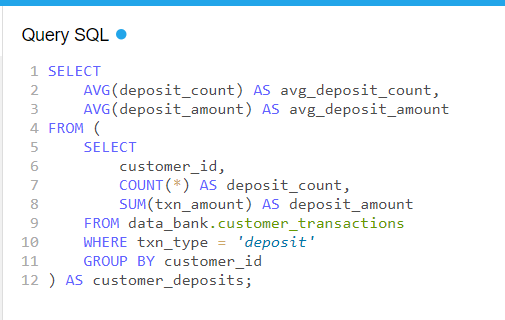 Query SQL
1 SELECT
2 AVG(deposit_count) AS avg_deposit_count,
3 AVG(deposit_amount) AS avg_deposit_amount
4 FROM (
5 SELECT
6 customer_id,
7 COUNT(*) AS deposit_count,
8 SUM(txn_amount) AS deposit_amount
9 FROM data_bank.customer_transactions
10 WHERE txn_type = 'deposit'
11 GROUP BY customer_id
12 ) AS customer_deposits;